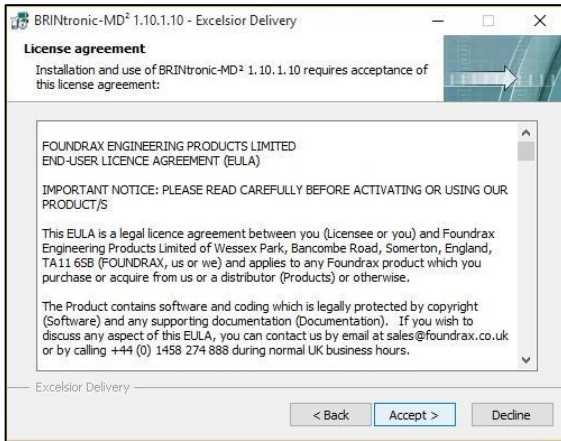 BRINtronic-MD² 1.10.1.10 - Excelsior Delivery
License agreement
Installation and use of BRINtronic-MD² 1.10.1.10 requires acceptance of
this license agreement:
FOUNDRAX ENGINEERING PRODUCTS LIMITED
END-USER LICENCE AGREEMENT (EULA)
IMPORTANT NOTICE: PLEASE READ CAREFULLY BEFORE ACTIVATING OR USING OUR
PRODUCT/S
This EULA is a legal licence agreement between you (Licensee or you) and Foundrax
Engineering Products Limited of Wessex Park, Bancombe Road, Somerton, England,
TA11 6SB (FOUNDRAX, us or we) and applies to any Foundrax product which you
purchase or acquire from us or a distributor (Products) or otherwise.
The Product contains software and coding which is legally protected by copyright
(Software) and any supporting documentation (Documentation). If you wish to
discuss any aspect of this EULA, you can contact us by email at sales@foundrax.co.uk
or by calling +44 (0) 1458 274 888 during normal UK business hours.
Excelsior Delivery
< Back
Accept >
Decline